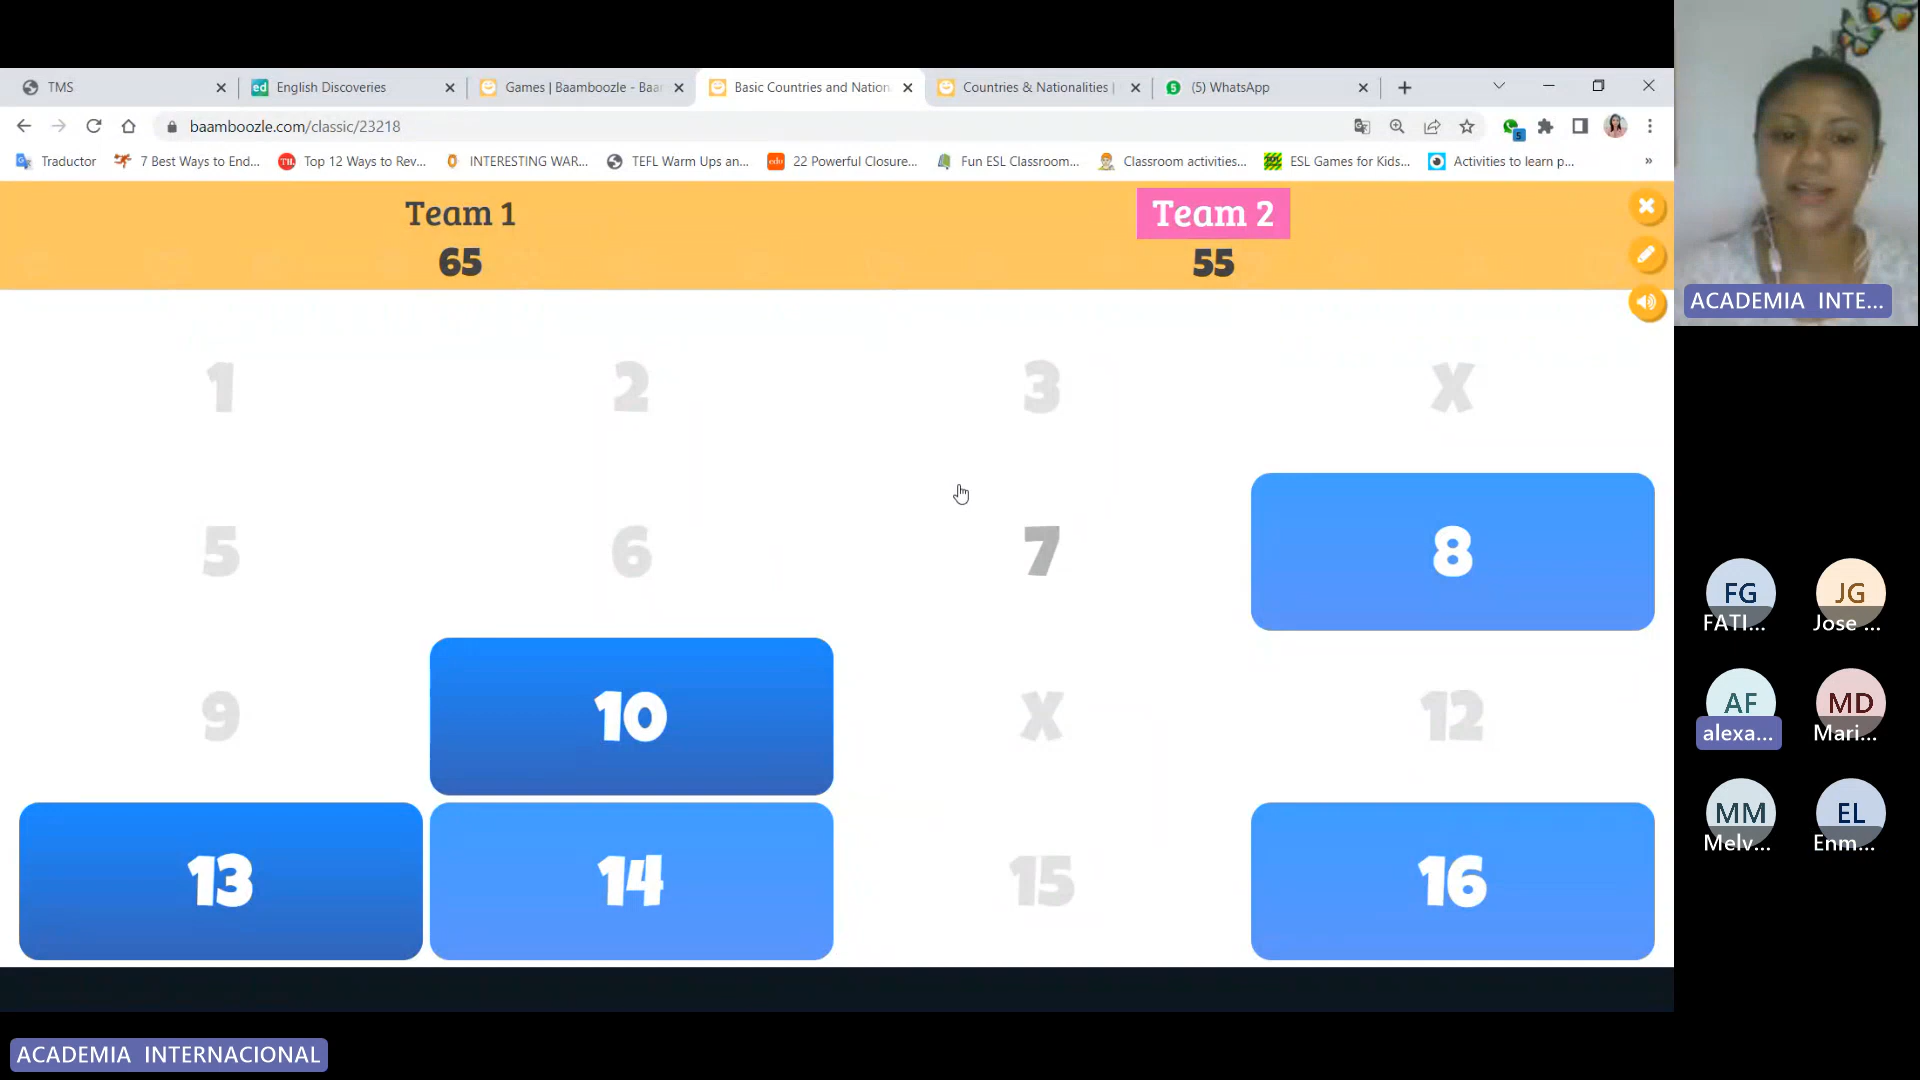 TMS
English Discoveries
Games | Baamboozle - Baa
Basic Countries and Nation
Countries & Nationalities |
(5) WhatsApp
baamboozle.com/classic/23218
5
Traductor
7 Best Ways to End...
Top 12 Ways to Rev...
INTERESTING WAR...
TEFL Warm Ups an...
22 Powerful Closure...
Fun ESL Classroom...
Classroom activities...
ESL Games for Kids...
Activities to learn p...
»
Team 1
65
Team 2
55
1
2
3
X
5
6
7
8
9
10
X
12
13
14
15
16
ACADEMIA INTE...
FG
FATI...
JG
Jose ...
AF
alexa...
MD
Mari...
MM
Melv...
EL
Enm...
ACADEMIA INTERNACIONAL